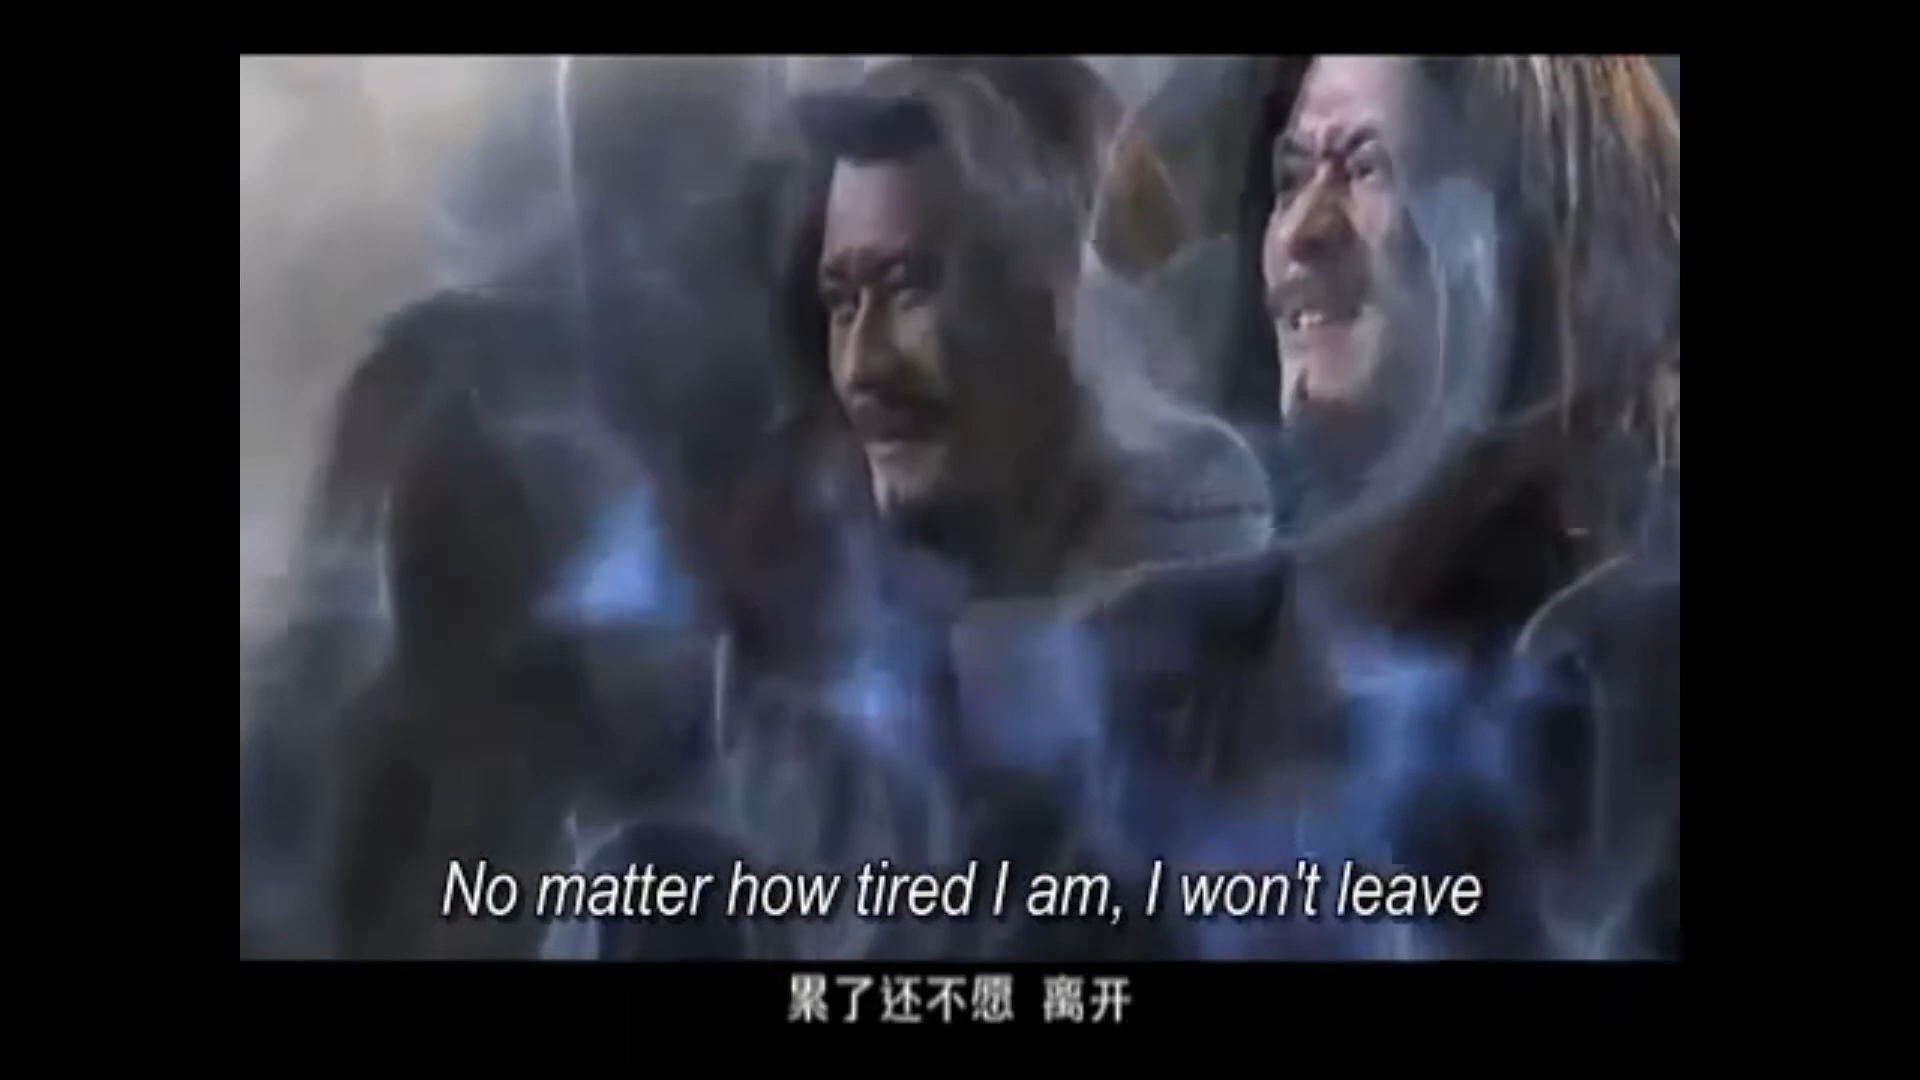 No matter how tired I am, I won't leave
累了还不愿 离开